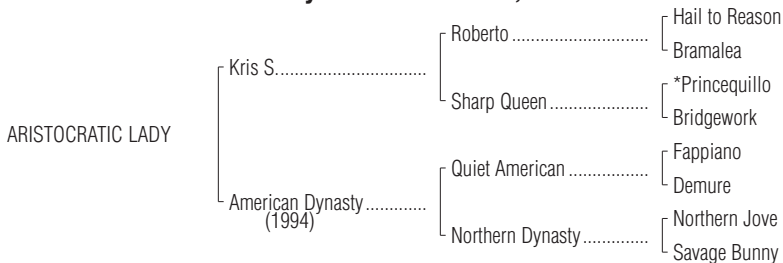 Hail to Reason
Roberto ................................
Bramalea
Kris S. ................................
*Princequillo
Sharp Queen .......................
Bridgework
ARISTOCRATIC LADY
Fappiano
Quiet American ...................
Demure
American Dynasty .............
(1994)
Northern Jove
Northern Dynasty ...............
Savage Bunny